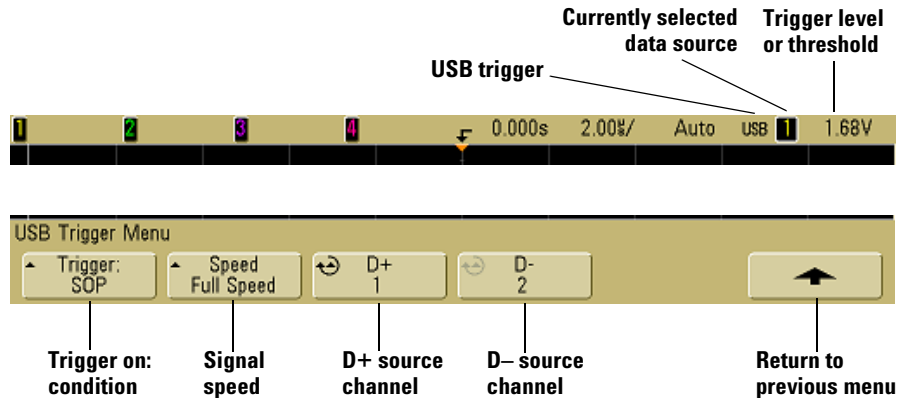 Currently selected data source
Trigger level or threshold
USB trigger
1 2 3 4 0.000s 2.00㎲/ Auto USB 1 1.68V
USB Trigger Menu
Trigger: SOP
Speed Full Speed
D+ 1
D- 2
Trigger on: condition
Signal speed
D+ source channel
D– source channel
Return to previous menu